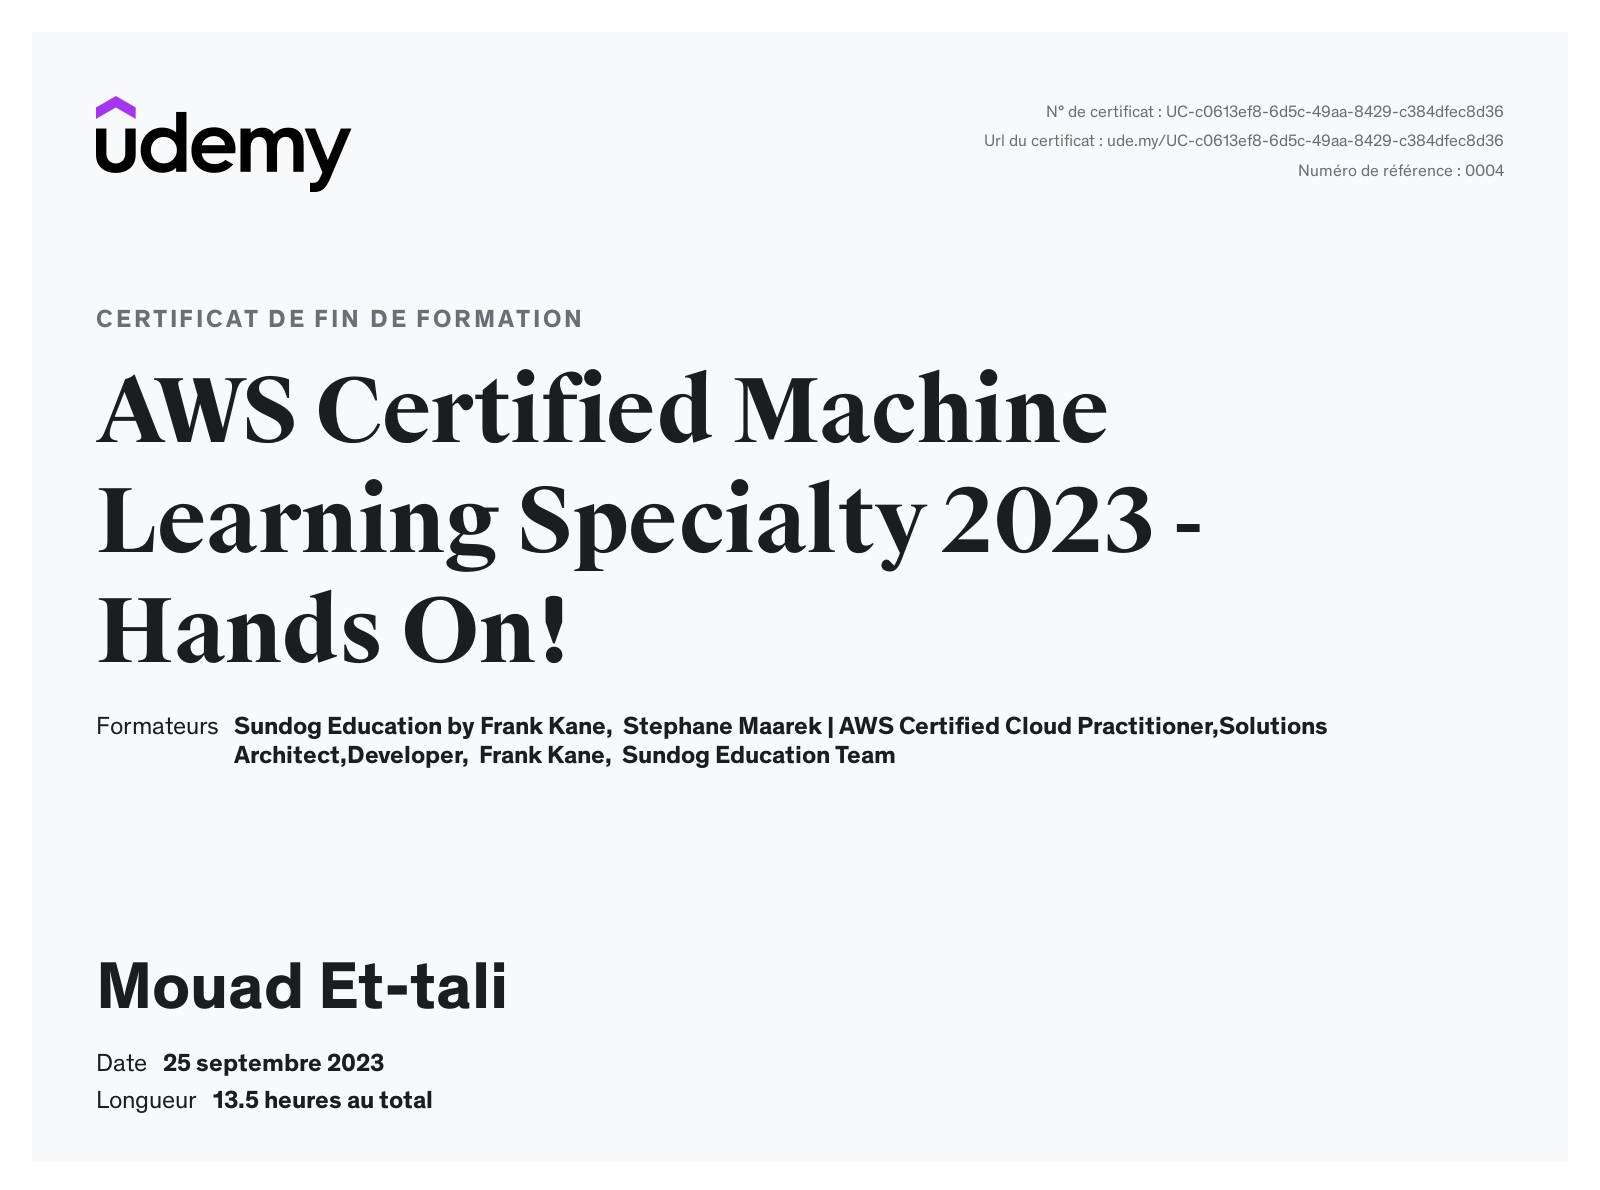 udemy
N° de certificat : UC-c0613ef8-6d5c-49aa-8429-c384dfec8d36
Url du certificat : ude.my/UC-c0613ef8-6d5c-49aa-8429-c384dfec8d36
Numéro de référence : 0004
CERTIFICAT DE FIN DE FORMATION
AWS Certified Machine
Learning Specialty 2023 -
Hands On!
Formateurs Sundog Education by Frank Kane, Stephane Maarek | AWS Certified Cloud Practitioner,Solutions
Architect,Developer, Frank Kane, Sundog Education Team
Mouad Et-tali
Date 25 septembre 2023
Longueur 13.5 heures au total